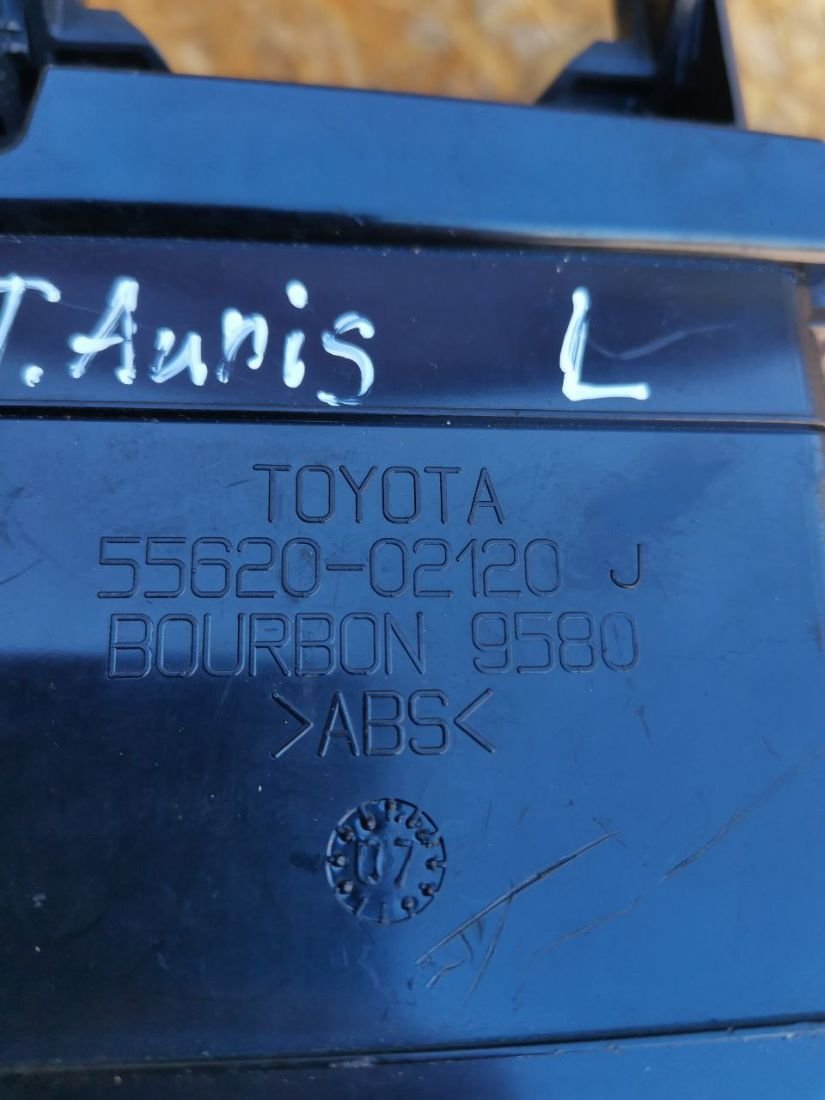 T. Auris L
TOYOTA
55620-02120 J
BOURBON 9580
>ABS<
07